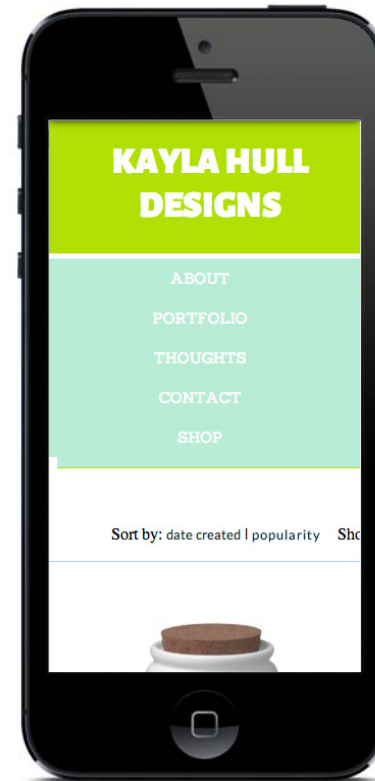 KAYLA HULL
DESIGNS
ABOUT
PORTFOLIO
THOUGHTS
CONTACT
SHOP
Sort by: date created | popularity